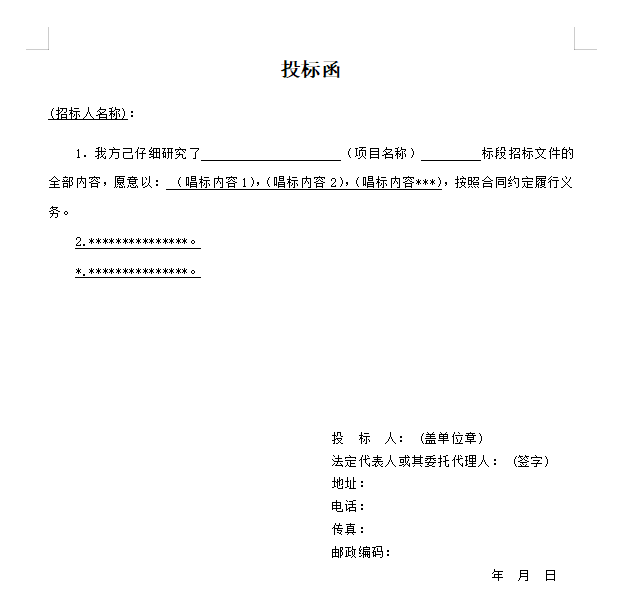 投标函
(招标人名称)：
1．我方己仔细研究了____________________（项目名称）_________标段招标文件的
全部内容，愿意以：（唱标内容1），（唱标内容2），（唱标内容***)，按照合同约定履行义
务。
2.***************。
*.***************。
投 标 人： (盖单位章)
法定代表人或其委托代理人： (签字)
地址：
电话：
传真：
邮政编码：
年 月 日